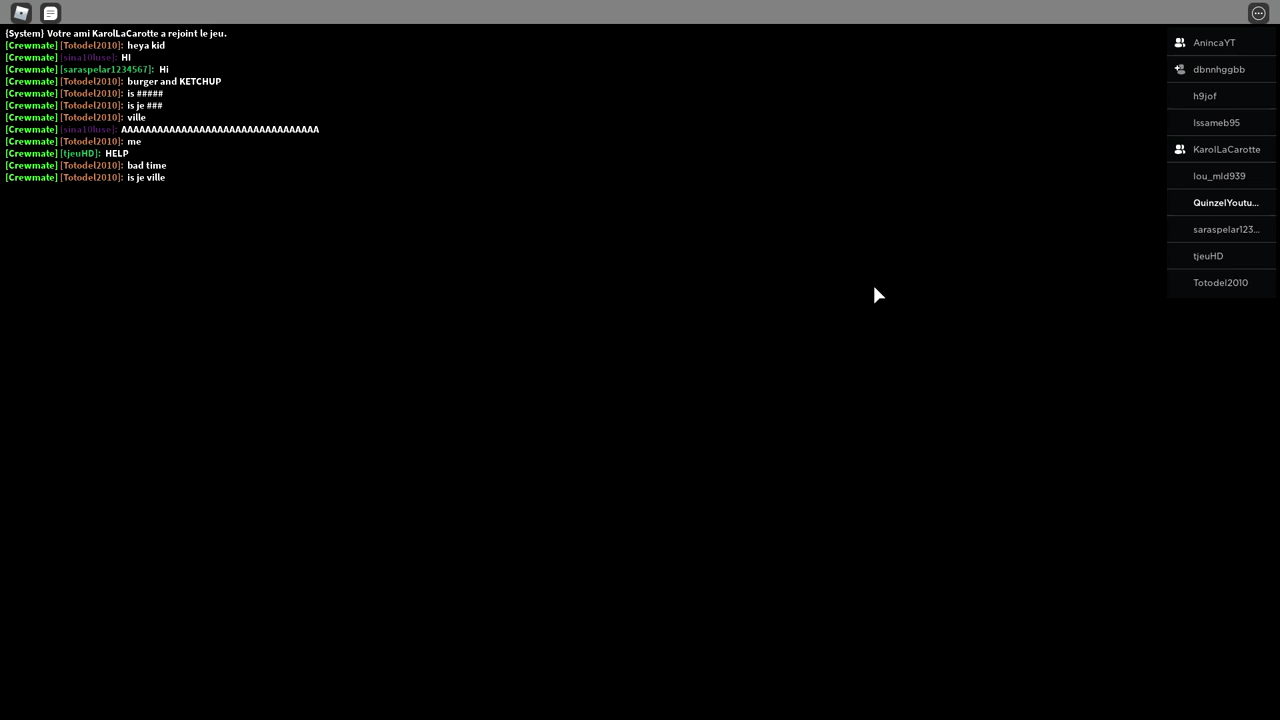 {System} Votre ami KarolLaCarotte a rejoint le jeu.
[Crewmate] [Totodel2010]: heya kid
[Crewmate] [sina10luse]: HI
[Crewmate] [saraspelar1234567]: Hi
[Crewmate] [Totodel2010]: burger and KETCHUP
[Crewmate] [Totodel2010]: is #####
[Crewmate] [Totodel2010]: is je ###
[Crewmate] [Totodel2010]: ville
[Crewmate] [sina10luse]: AAAAAAAAAAAAAAAAAAAAAAAAAAAAAAAAA
[Crewmate] [Totodel2010]: me
[Crewmate] [tjeuHD]: HELP
[Crewmate] [Totodel2010]: bad time
[Crewmate] [Totodel2010]: is je ville
AnincaYT
dbnnhggbb
h9jof
Issameb95
KarolLaCarotte
lou_mld939
QuinzelYoutu...
saraspelar123...
tjeuHD
Totodel2010